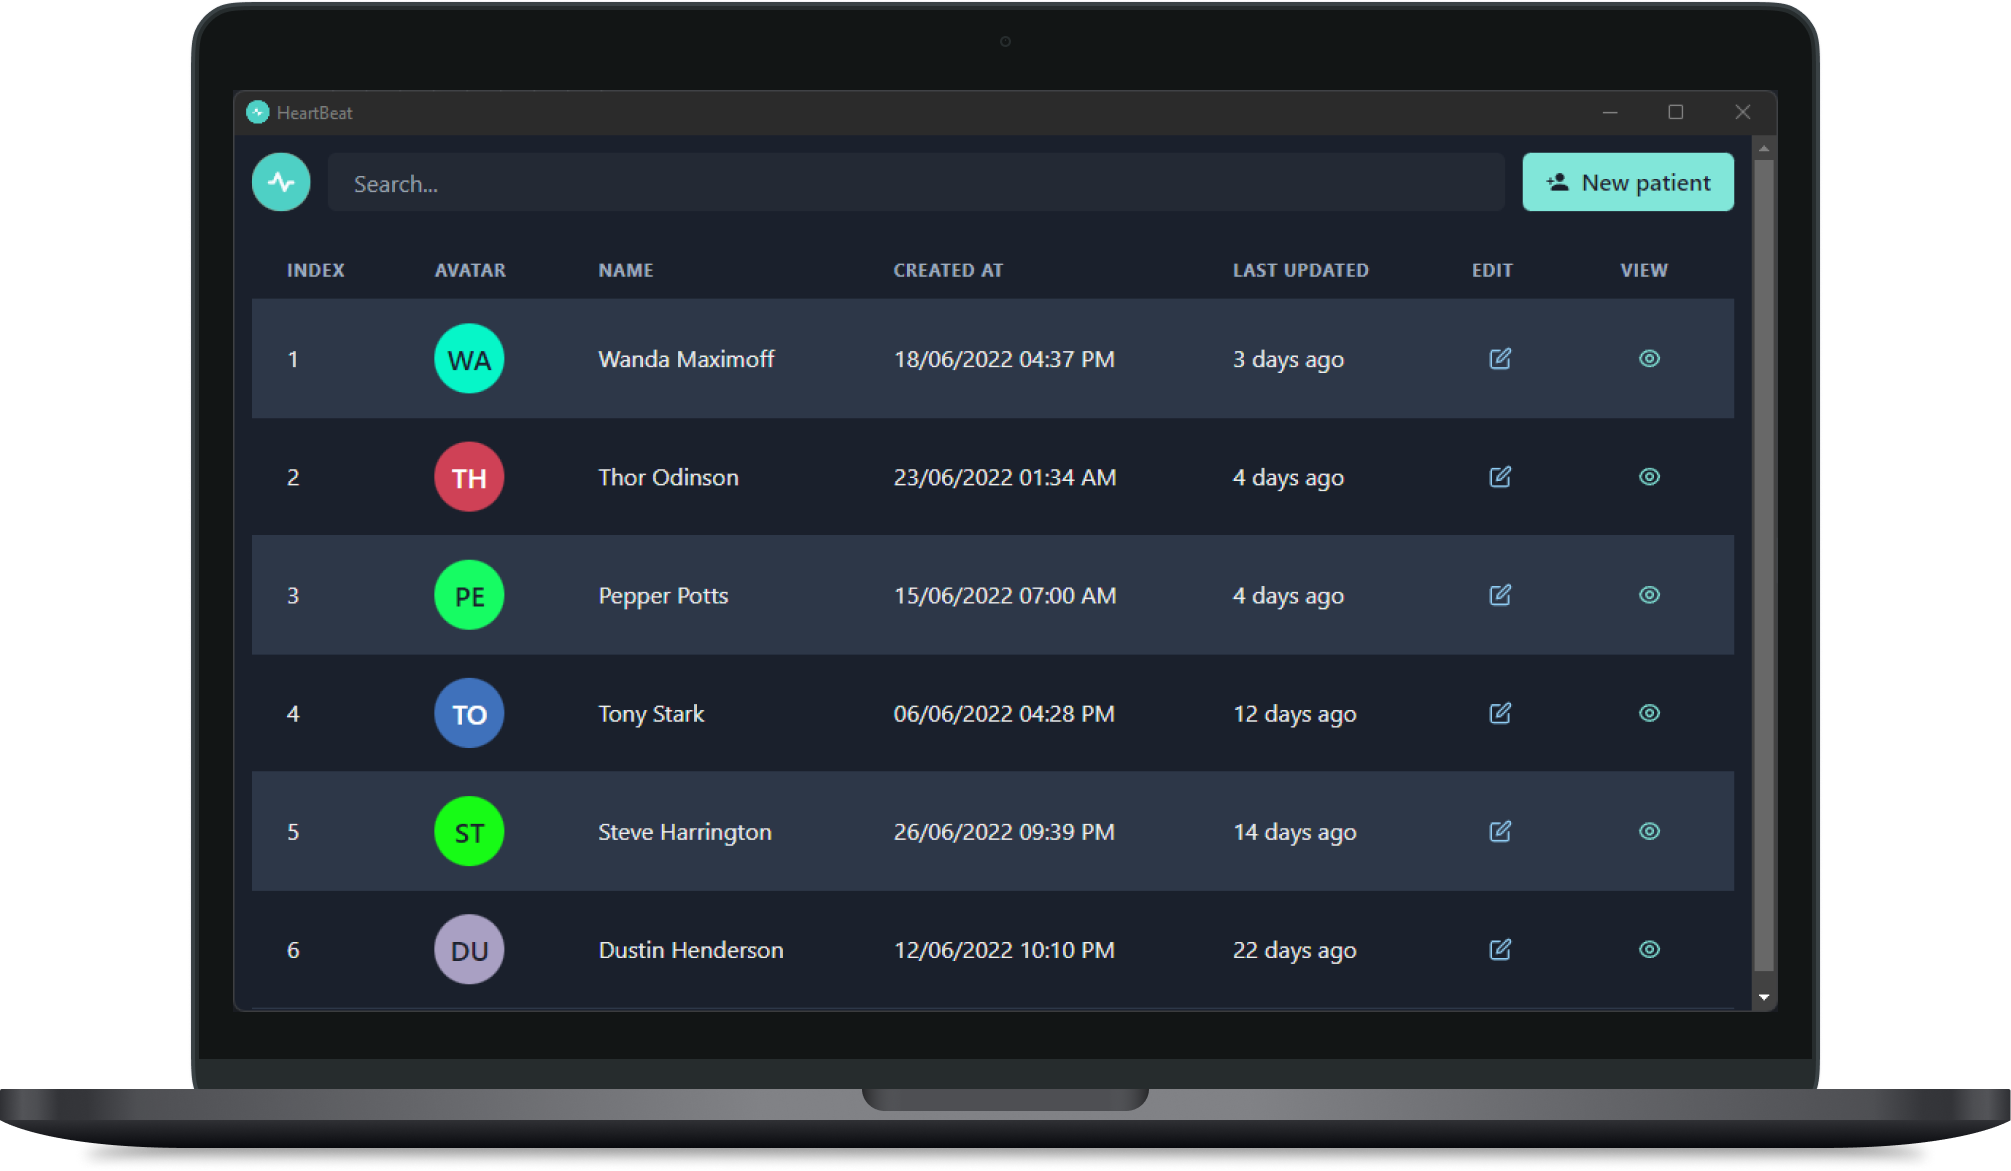 HeartBeat
Search...
New patient
INDEX AVATAR NAME CREATED AT LAST UPDATED EDIT VIEW
1 WA Wanda Maximoff 18/06/2022 04:37 PM 3 days ago
2 TH Thor Odinson 23/06/2022 01:34 AM 4 days ago
3 PE Pepper Potts 15/06/2022 07:00 AM 4 days ago
4 TO Tony Stark 06/06/2022 04:28 PM 12 days ago
5 ST Steve Harrington 26/06/2022 09:39 PM 14 days ago
6 DU Dustin Henderson 12/06/2022 10:10 PM 22 days ago